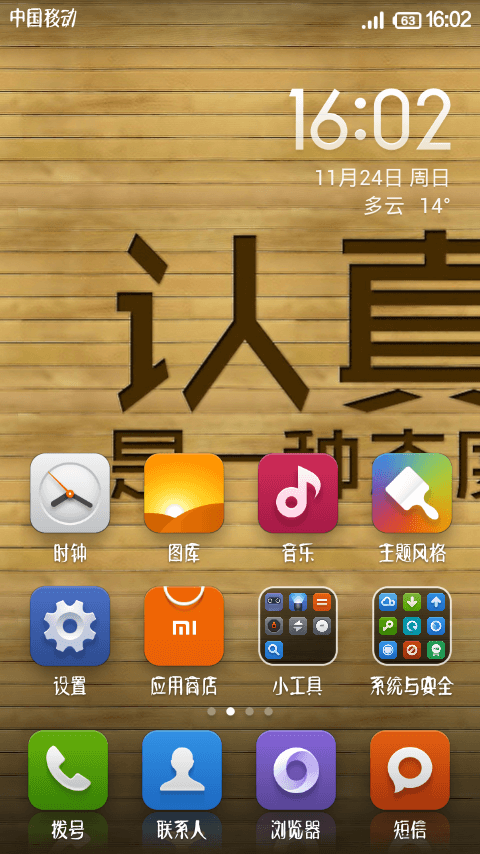 中国移动 63 16:02
16:02
11月24日 周日
多云 14°
认真
是一种态度
时钟 图库 音乐 主题风格
MI
设置 应用商店 小工具 系统与安全
拨号 联系人 浏览器 短信